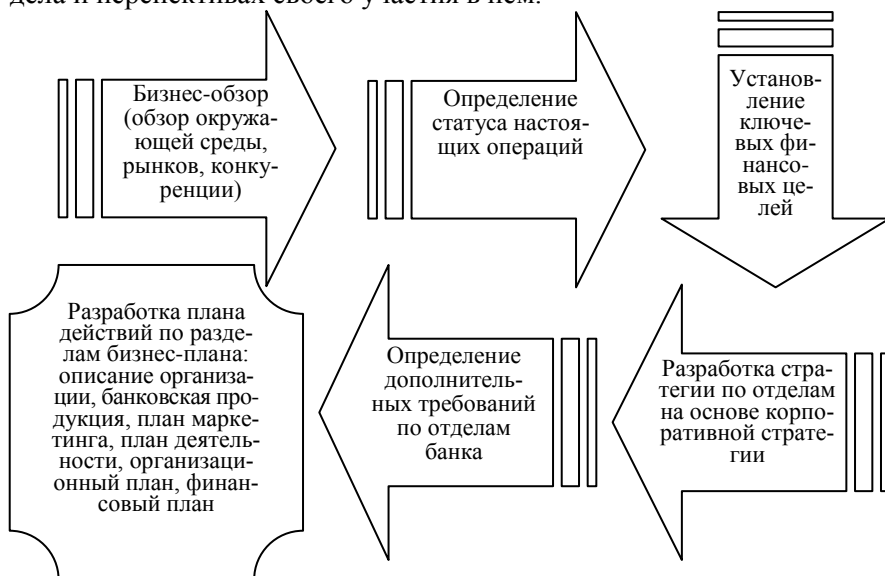 дела и перспективах своего участия в нем.
Бизнес-обзор
(обзор окружа-
ющей среды,
рынков, конку-
ренции)
Определение
статуса настоя-
щих операций
Установ-
ление
ключе-
вых фи-
нансо-
вых це-
лей
Разработка стра-
тегии по отделам
на основе корпо-
ративной страте-
гии
Определение
дополнитель-
ных требований
по отделам
банка
Разработка плана
действий по разде-
лам бизнес-плана:
описание организа-
ции, банковская про-
дукция, план марке-
тинга, план деятель-
ности, организаци-
онный план, финан-
совый план